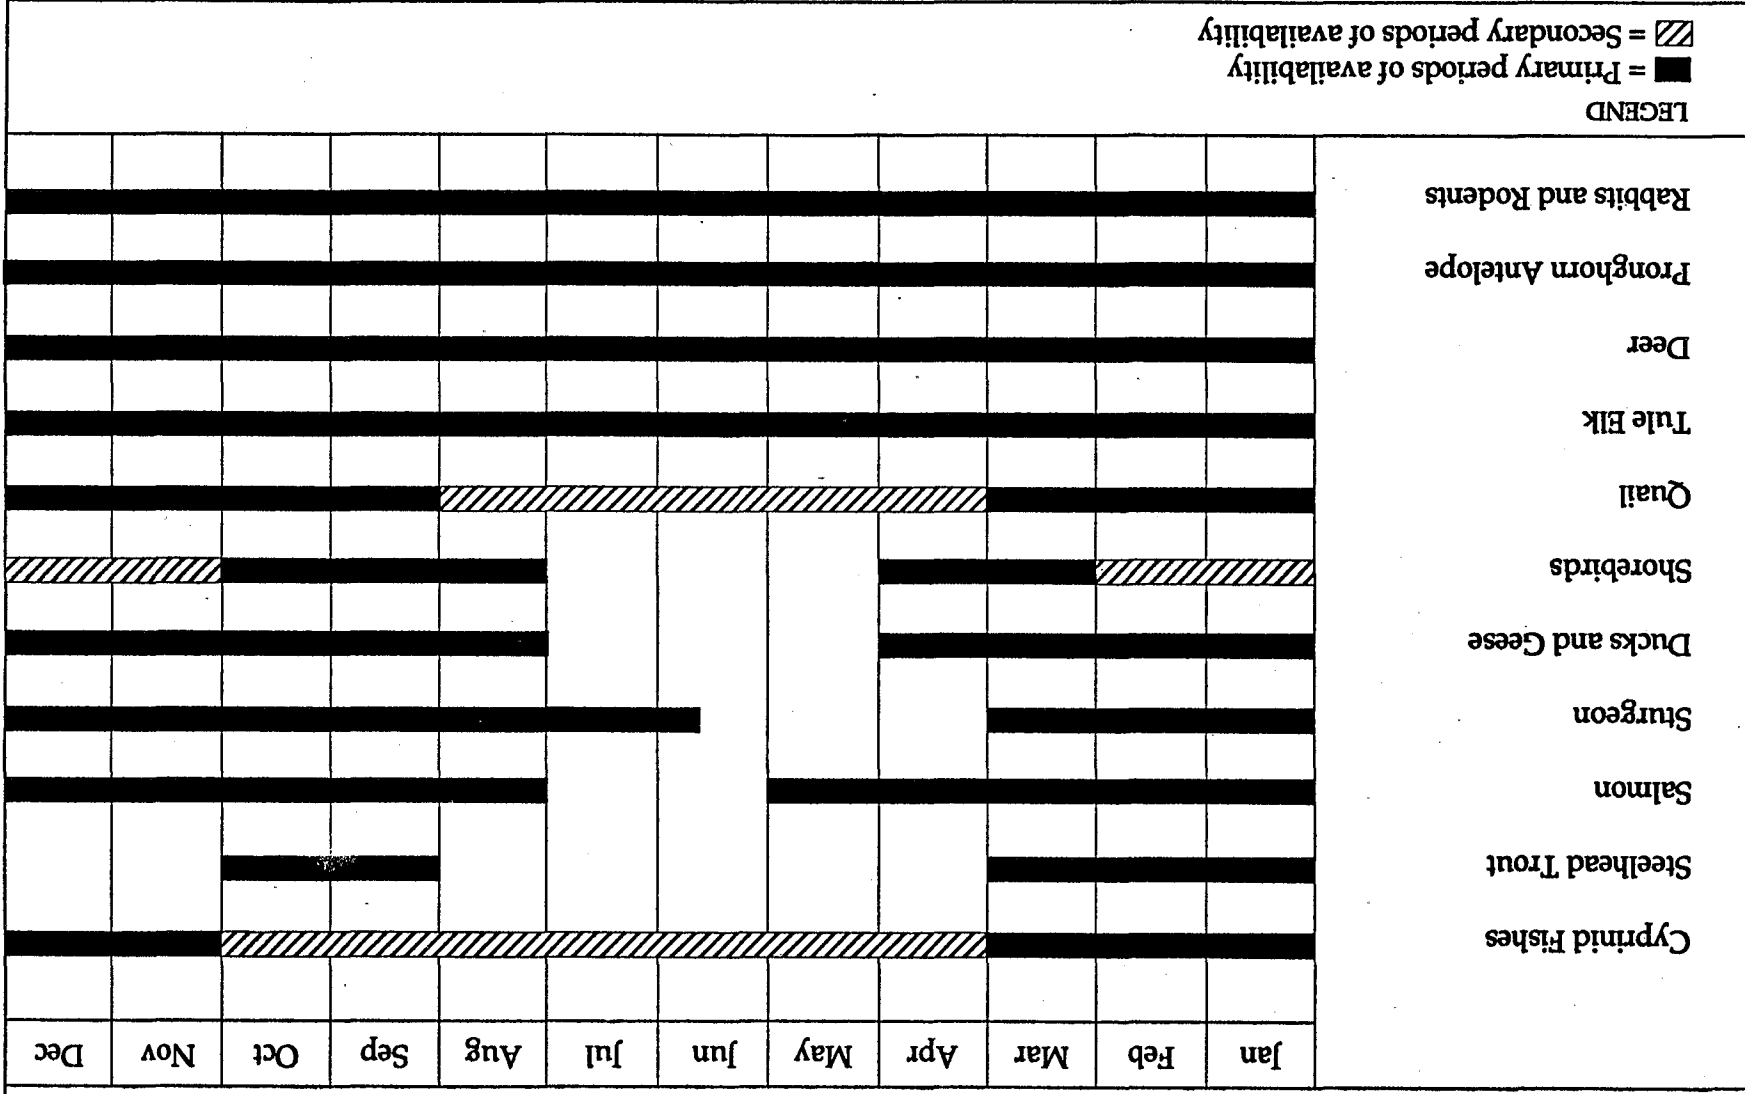 Jan Feb Mar Apr May Jun Jul Aug Sep Oct Nov Dec
Cyprinid Fishes
Steelhead Trout
Salmon
Sturgeon
Ducks and Geese
Shorebirds
Quail
Tule Elk
Deer
Pronghorn Antelope
Rabbits and Rodents
LEGEND
= Primary periods of availability
= Secondary periods of availability